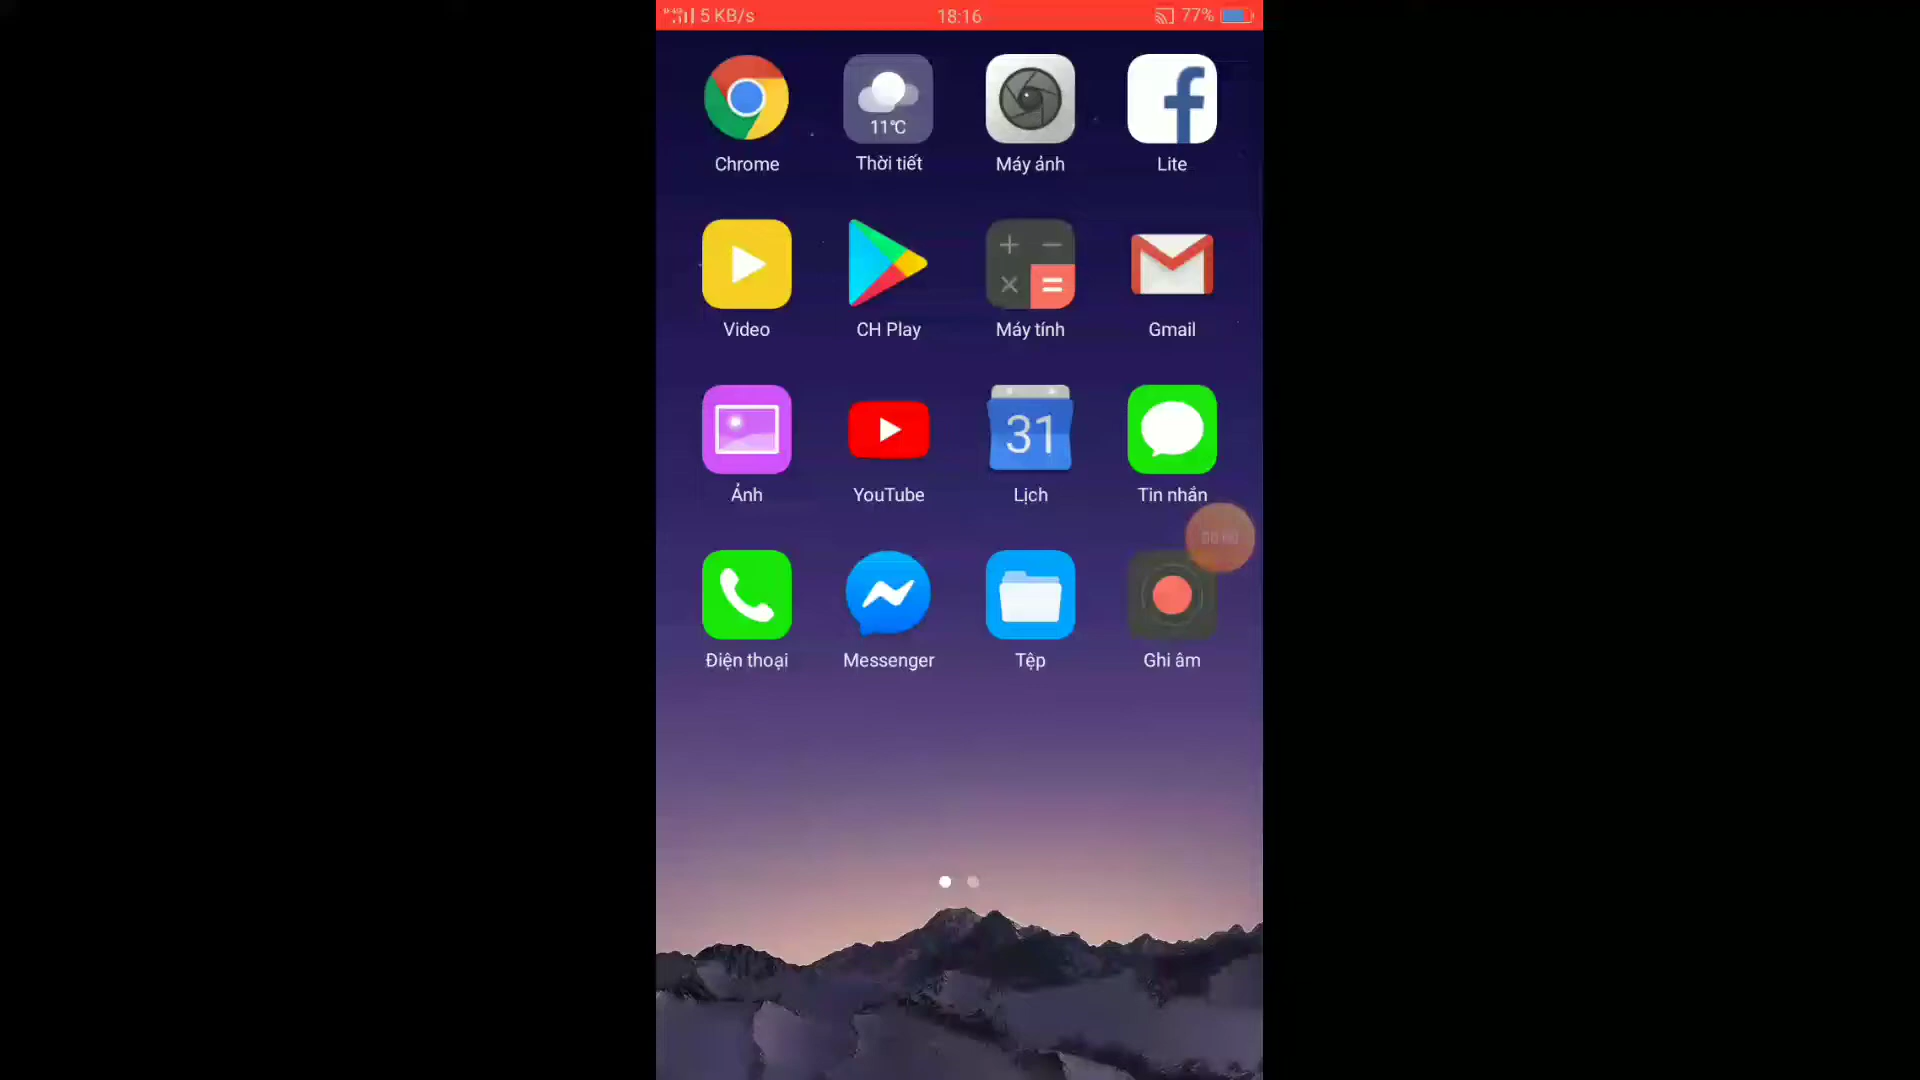 5 KB/s 18:16 77%
11°C
Chrome Thời tiết Máy ảnh Lite
Video CH Play Máy tính Gmail
31
Ảnh YouTube Lịch Tin nhắn
Điện thoại Messenger Tệp Ghi âm